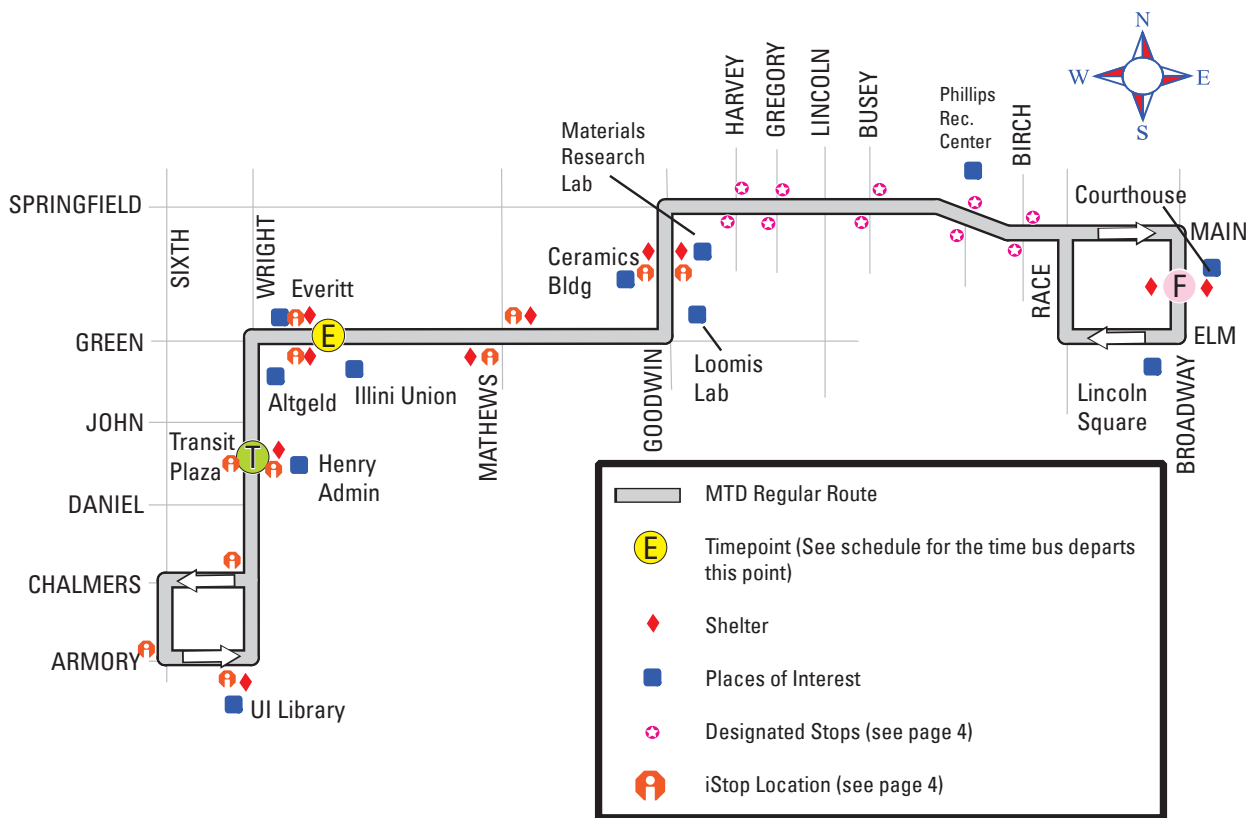 N
W
E
S
HARVEY
GREGORY
LINCOLN
BUSEY
Phillips
Rec.
Center
BIRCH
Materials
Research
Lab
Courthouse
SPRINGFIELD
MAIN
SIXTH
WRIGHT
Ceramics
Bldg
F
RACE
Everitt
E
GREEN
ELM
Loomis
Lab
Altgeld
Illini Union
MATHEWS
GOODWIN
Lincoln
Square
BROADWAY
JOHN
Transit
Plaza
T
Henry
Admin
DANIEL
CHALMERS
ARMORY
UI Library
MTD Regular Route
E
Timepoint (See schedule for the time bus departs
this point)
Shelter
Places of Interest
Designated Stops (see page 4)
iStop Location (see page 4)